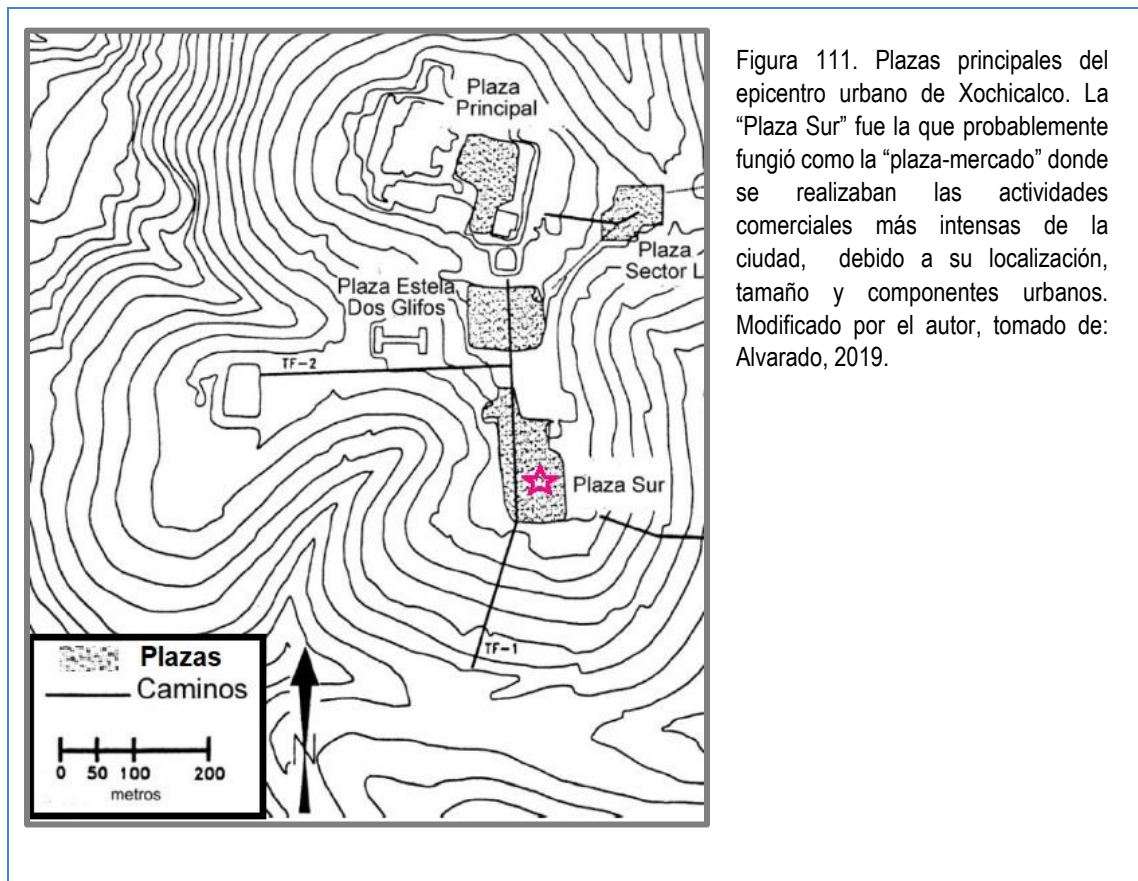 Plaza
Principal
Plaza
Sector L
Plaza Estela
Dos Glifos
TF-2
Plaza Sur
TF-1
Plazas
Caminos
0 50 100 200
metros
N
Figura 111. Plazas principales del
epicentro urbano de Xochicalco. La
“Plaza Sur” fue la que probablemente
fungió como la “plaza-mercado” donde
se realizaban las actividades
comerciales más intensas de la
ciudad, debido a su localización,
tamaño y componentes urbanos.
Modificado por el autor, tomado de:
Alvarado, 2019.